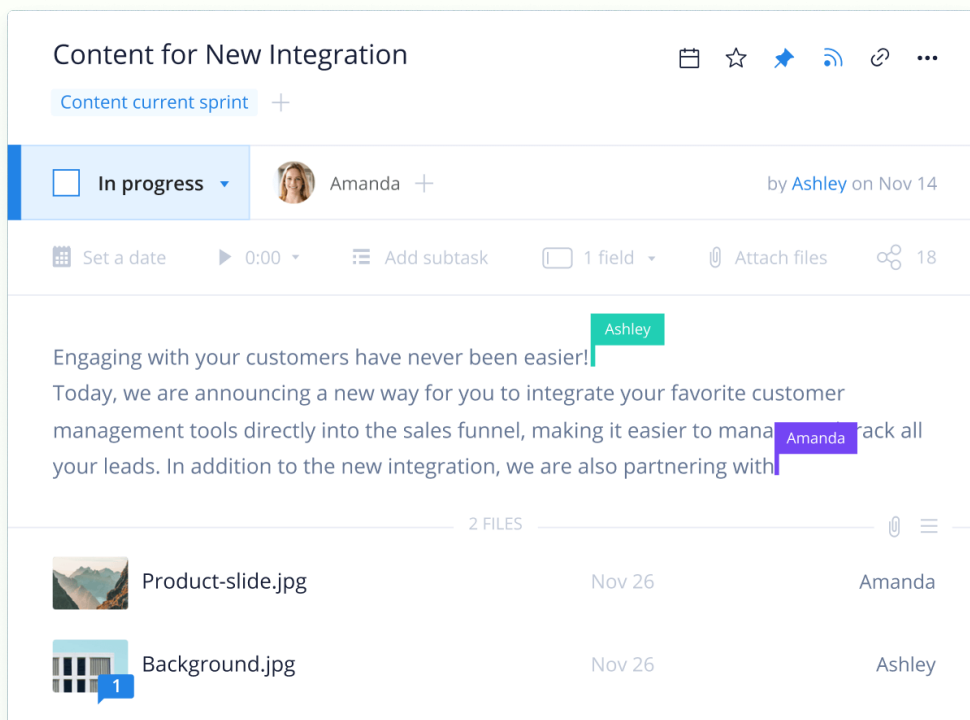 Content for New Integration
Content current sprint
In progress
Amanda
by Ashley on Nov 14
Set a date
0:00
Add subtask
1 field
Attach files
18
Ashley
Engaging with your customers have never been easier!
Today, we are announcing a new way for you to integrate your favorite customer
management tools directly into the sales funnel, making it easier to mana rack all
Amanda
your leads. In addition to the new integration, we are also partnering with
2 FILES
Product-slide.jpg Nov 26 Amanda
Background.jpg Nov 26 Ashley
1